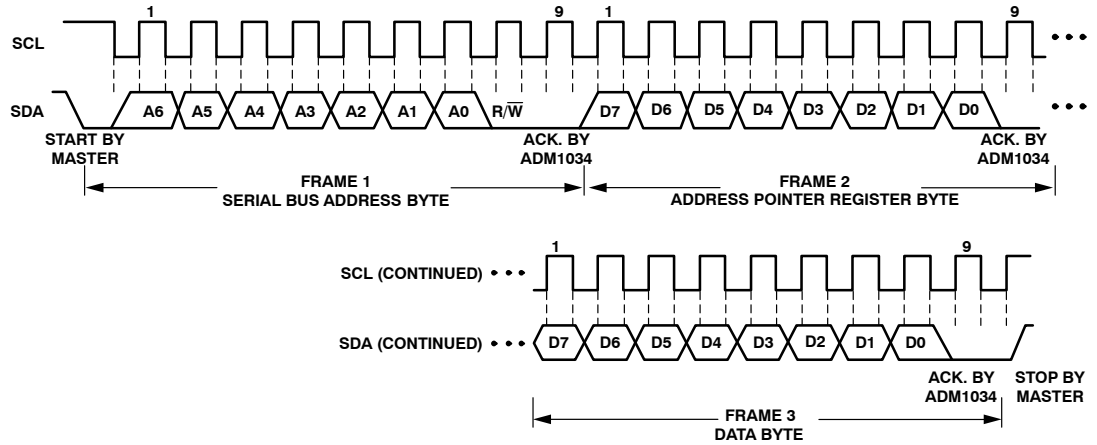 1 9 1 9
SCL
SDA A6 A5 A4 A3 A2 A1 A0 R/W̅ D7 D6 D5 D4 D3 D2 D1 D0
START BY
MASTER
ACK. BY
ADM1034
ACK. BY
ADM1034
FRAME 1
SERIAL BUS ADDRESS BYTE
FRAME 2
ADDRESS POINTER REGISTER BYTE
1 9
SCL (CONTINUED)
SDA (CONTINUED) D7 D6 D5 D4 D3 D2 D1 D0
ACK. BY
ADM1034
STOP BY
MASTER
FRAME 3
DATA BYTE